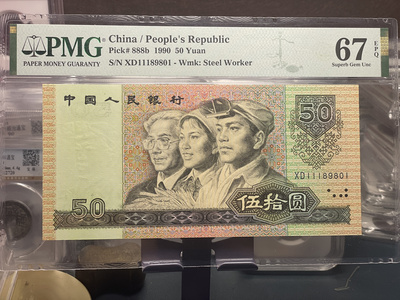 PMG
PAPER MONEY GUARANTY
China / People's Republic
Pick# 888b 1990 50 Yuan
S/N XD11189801 - Wmk: Steel Worker
67 EPQ
Superb Gem Unc
中国人民银行
50
XD11189801
50
伍拾圆